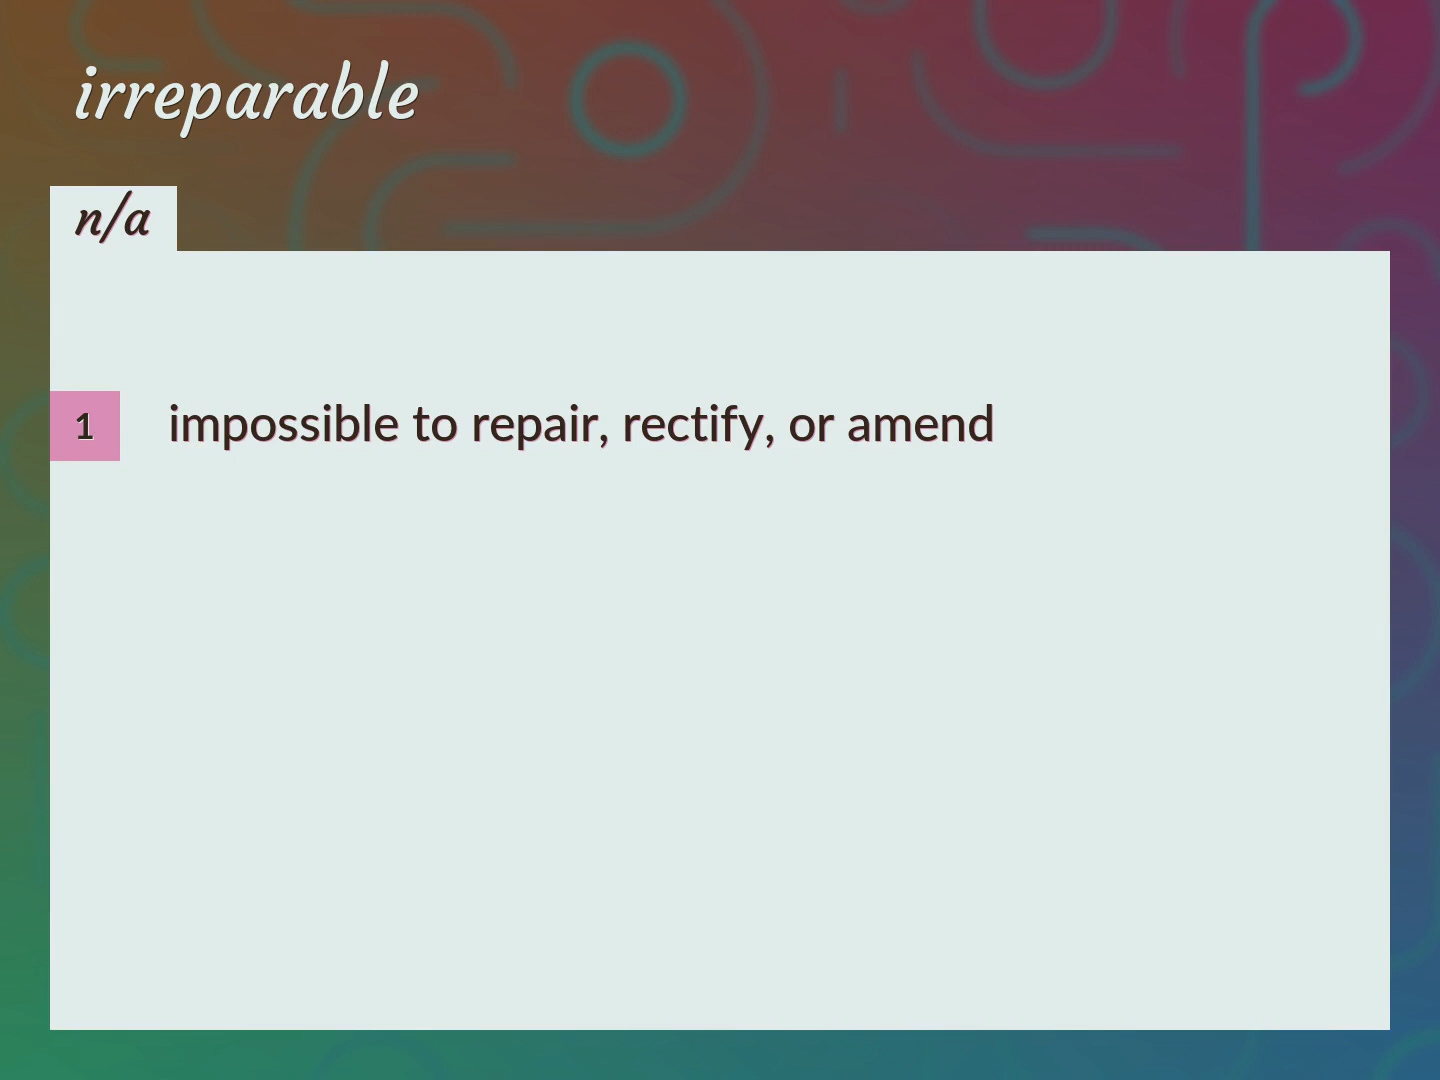 irreparable
n/a
1 impossible to repair, rectify, or amend